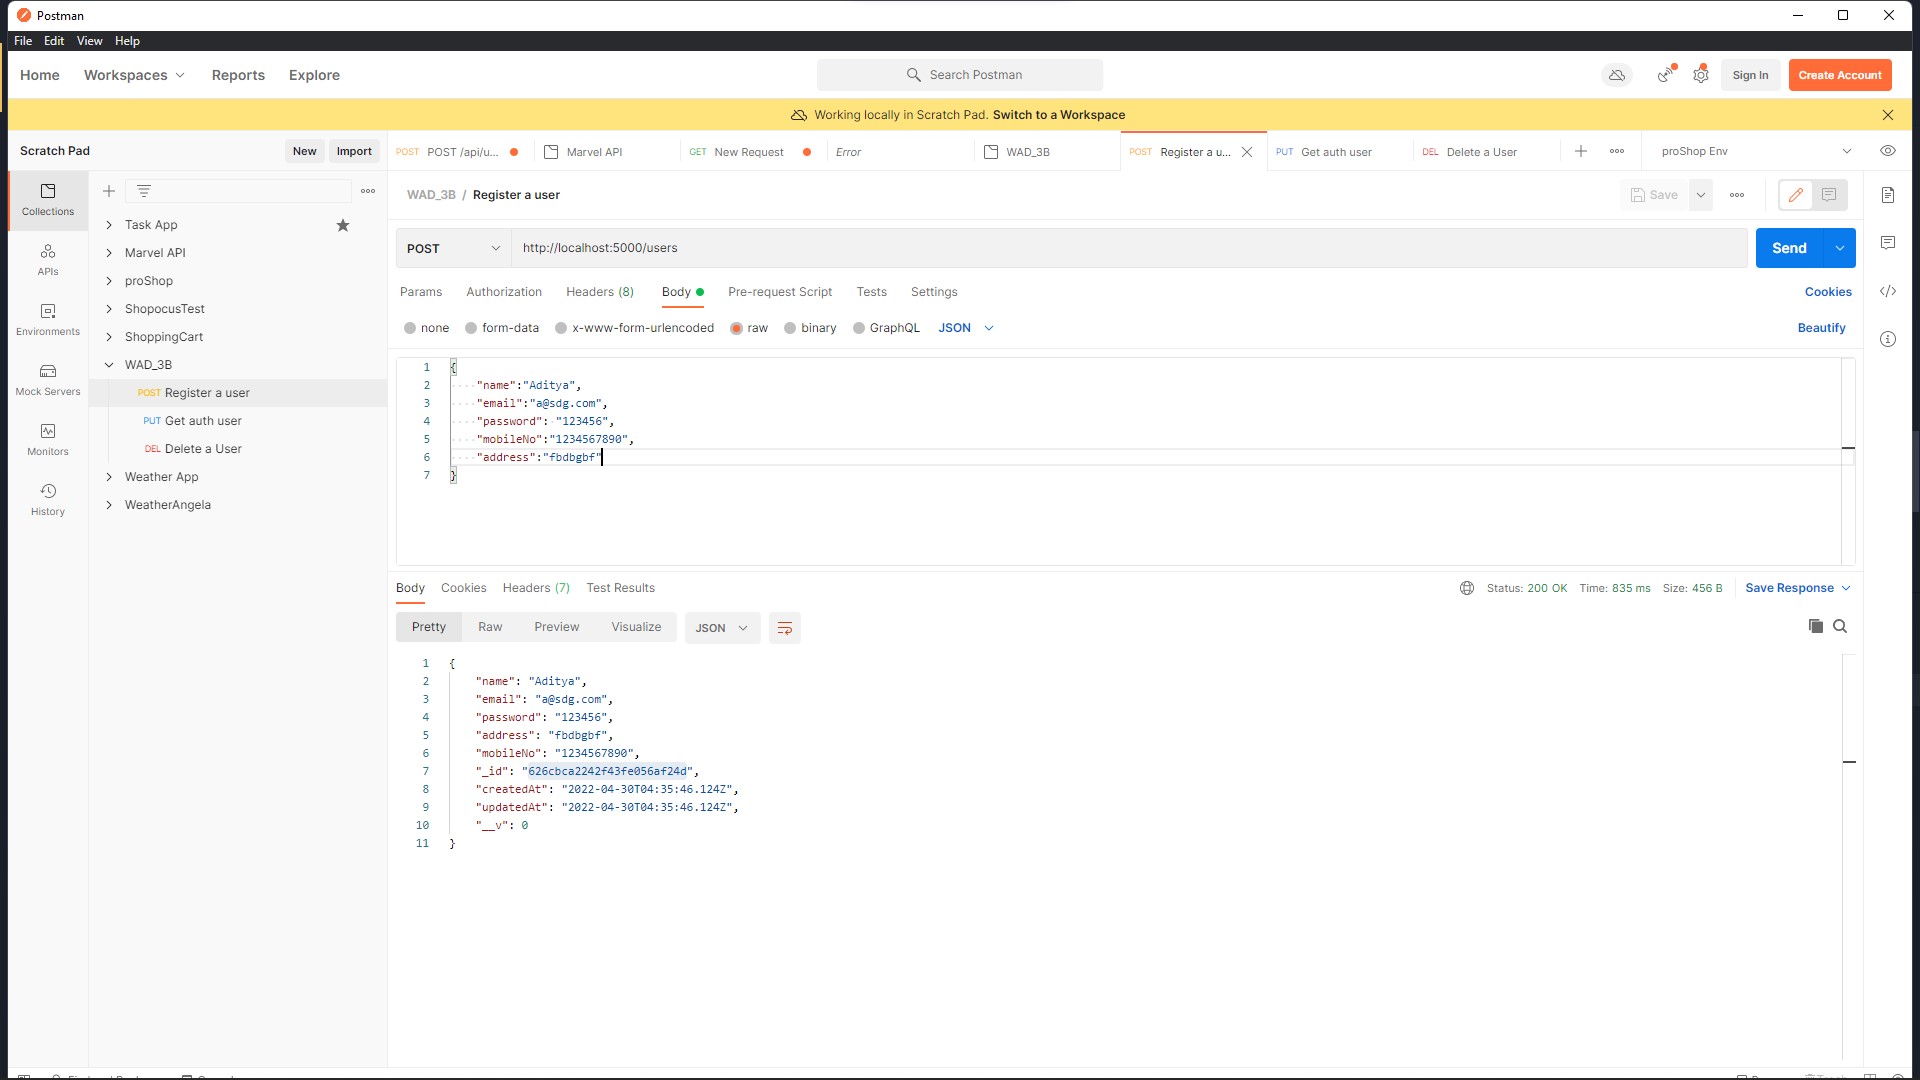 Postman
File Edit View Help
Home Workspaces Reports Explore Search Postman Sign In Create Account
Working locally in Scratch Pad. Switch to a Workspace
Scratch Pad New Import
POST POST /api/u... Marvel API GET New Request Error WAD_3B POST Register a u... PUT Get auth user DEL Delete a User proShop Env
Collections
APIs
Environments
Mock Servers
Monitors
History
Task App
Marvel API
proShop
ShopocusTest
ShoppingCart
WAD_3B
POST Register a user
PUT Get auth user
DEL Delete a User
Weather App
WeatherAngela
WAD_3B / Register a user Save
POST http://localhost:5000/users Send
Params Authorization Headers (8) Body Pre-request Script Tests Settings Cookies
none form-data x-www-form-urlencoded raw binary GraphQL JSON Beautify
1 {
2 "name":"Aditya",
3 "email":"a@sdg.com",
4 "password": "123456",
5 "mobileNo":"1234567890",
6 "address":"fbdbgbf"
7 }
Body Cookies Headers (7) Test Results Status: 200 OK Time: 835 ms Size: 456 B Save Response
Pretty Raw Preview Visualize JSON
1 {
2 "name": "Aditya",
3 "email": "a@sdg.com",
4 "password": "123456",
5 "address": "fbdbgbf",
6 "mobileNo": "1234567890",
7 "_id": "626cbca2242f43fe056af24d",
8 "createdAt": "2022-04-30T04:35:46.124Z",
9 "updatedAt": "2022-04-30T04:35:46.124Z",
10 "__v": 0
11 }